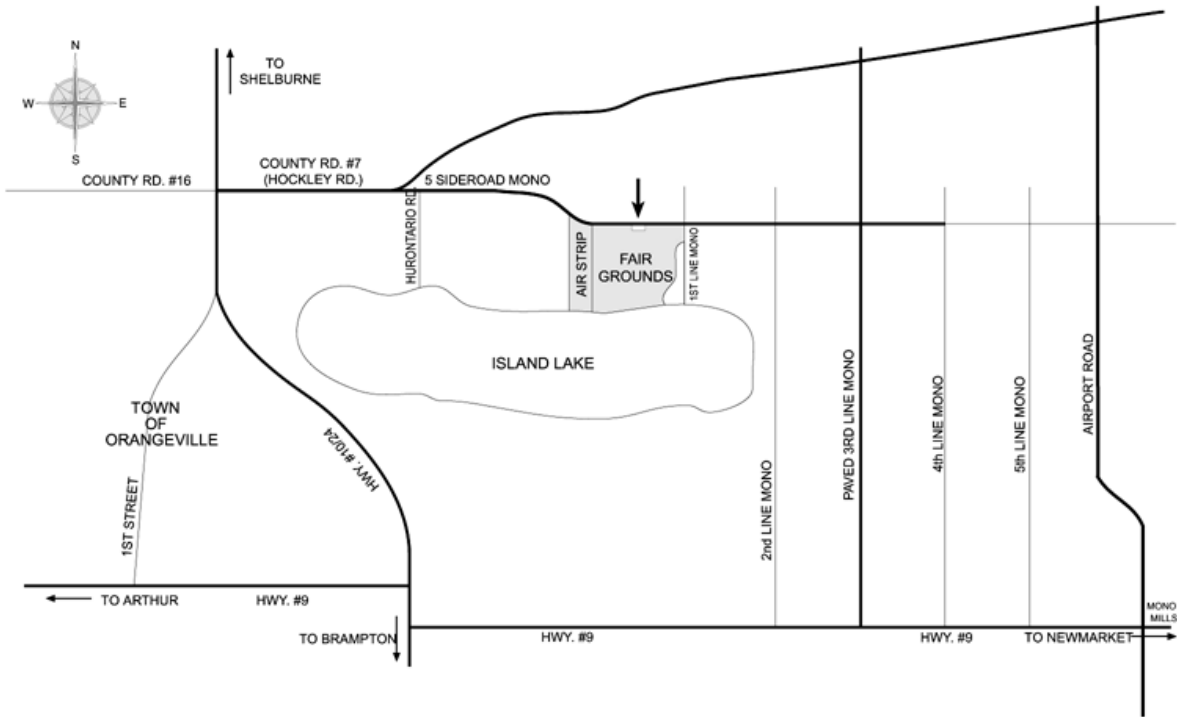 N
W
E
S
TO
SHELBURNE
COUNTY RD. #16
COUNTY RD. #7
(HOCKLEY RD.)
5 SIDEROAD MONO
HURONTARIO RD.
AIR STRIP
FAIR
GROUNDS
1ST LINE MONO
ISLAND LAKE
TOWN
OF
ORANGEVILLE
1ST STREET
HWY. #10/24
2nd LINE MONO
PAVED 3RD LINE MONO
4th LINE MONO
5th LINE MONO
AIRPORT ROAD
TO ARTHUR
HWY. #9
TO BRAMPTON
HWY. #9
HWY. #9
TO NEWMARKET
MONO
MILLS